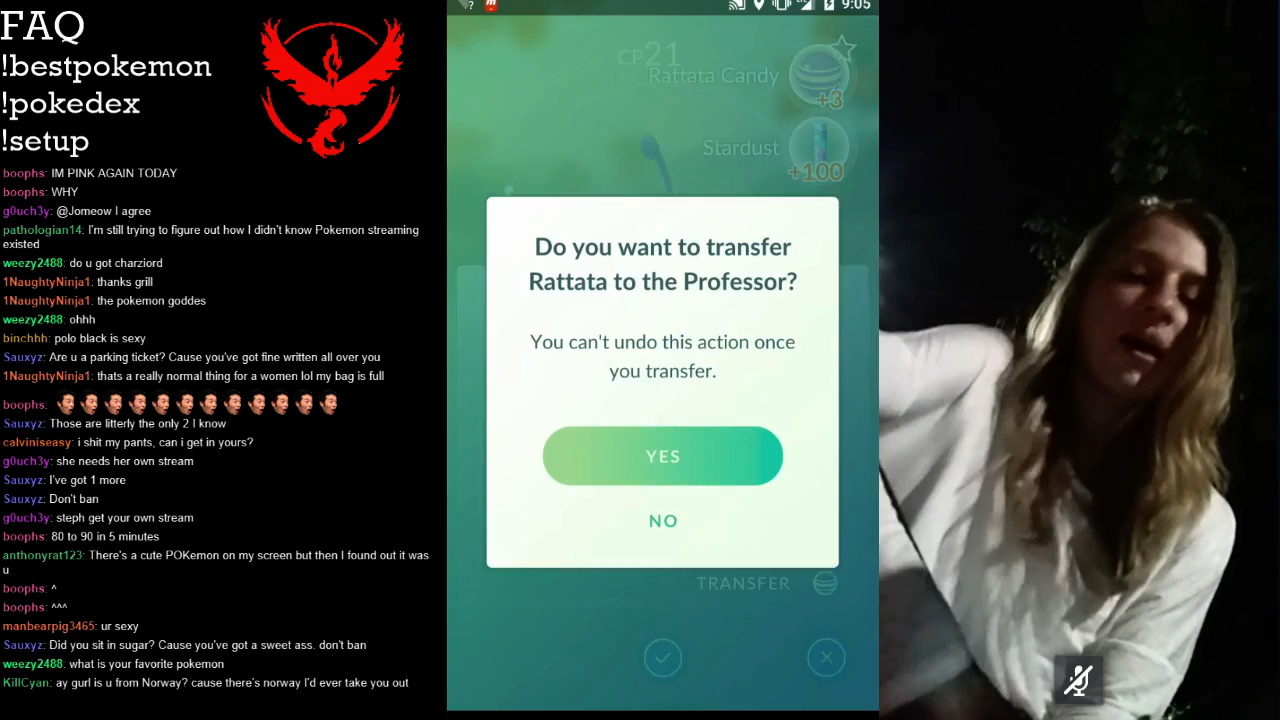 FAQ
!bestpokemon
!pokedex
!setup
boophs: IM PINK AGAIN TODAY
boophs: WHY
g0uch3y: @Jomeow I agree
pathologian14: I'm still trying to figure out how I didn't know Pokemon streaming
existed
weezy2488: do u got charziord
1NaughtyNinja1: thanks grill
1NaughtyNinja1: the pokemon goddes
weezy2488: ohhh
binchhh: polo black is sexy
Sauxyz: Are u a parking ticket? Cause you've got fine written all over you
1NaughtyNinja1: thats a really normal thing for a women lol my bag is full
boophs:
Sauxyz: Those are litterly the only 2 I know
calviniseasy: i shit my pants, can i get in yours?
g0uch3y: she needs her own stream
Sauxyz: I've got 1 more
Sauxyz: Don't ban
g0uch3y: steph get your own stream
boophs: 80 to 90 in 5 minutes
anthonyrat123: There's a cute POKemon on my screen but then I found out it was
u
boophs: ^
boophs: ^^^
manbearpig3465: ur sexy
Sauxyz: Did you sit in sugar? Cause you've got a sweet ass. don't ban
weezy2488: what is your favorite pokemon
KillCyan: ay gurl is u from Norway? cause there's norway I'd ever take you out
9:05
CP21
Rattata Candy
+3
Stardust
+100
Do you want to transfer
Rattata to the Professor?
You can't undo this action once
you transfer.
YES
NO
TRANSFER